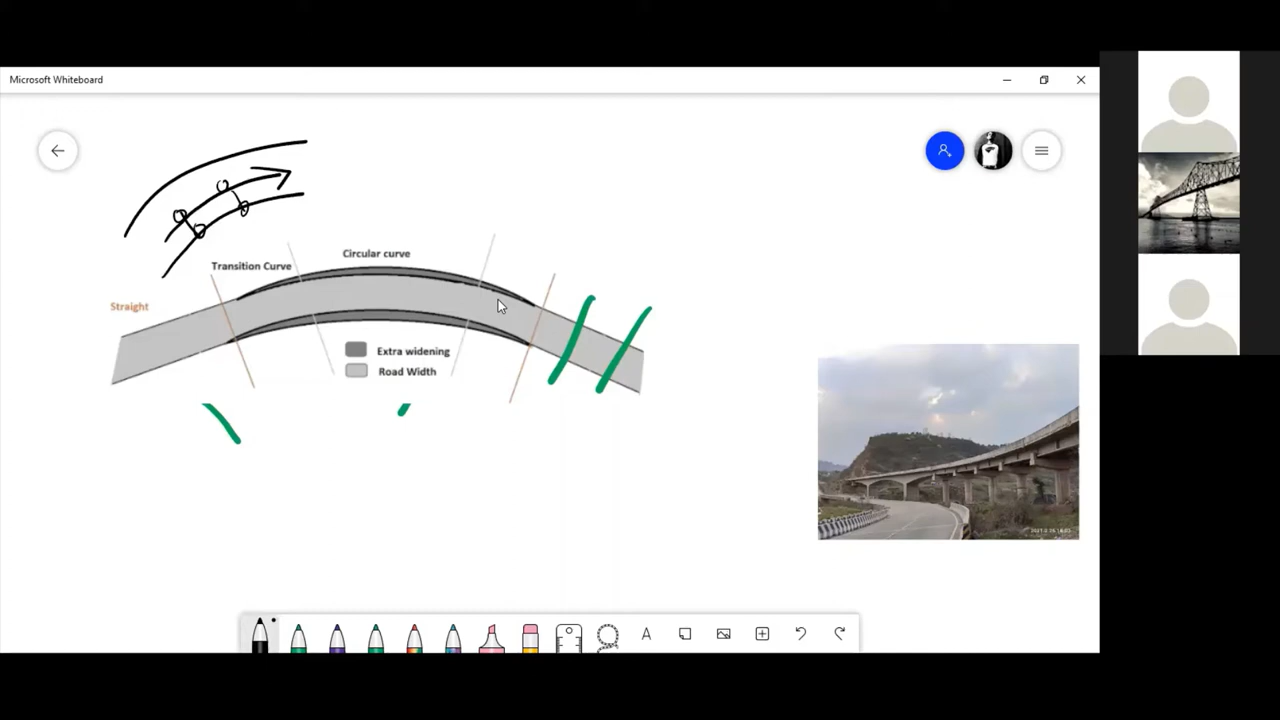 Microsoft Whiteboard
Circular curve
Transition Curve
Straight
Extra widening
Road Width
A